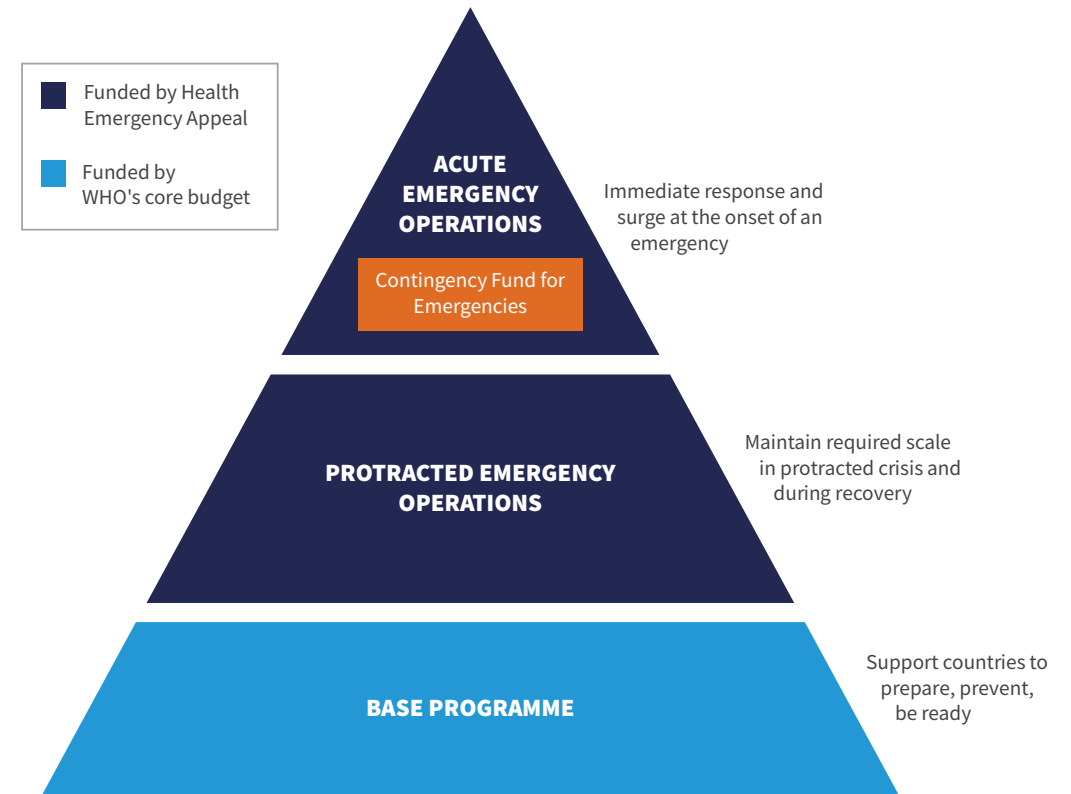 Funded by Health
Emergency Appeal
Funded by
WHO's core budget
ACUTE
EMERGENCY
OPERATIONS
Contingency Fund for
Emergencies
Immediate response and
surge at the onset of an
emergency
PROTRACTED EMERGENCY
OPERATIONS
Maintain required scale
in protracted crisis and
during recovery
BASE PROGRAMME
Support countries to
prepare, prevent,
be ready